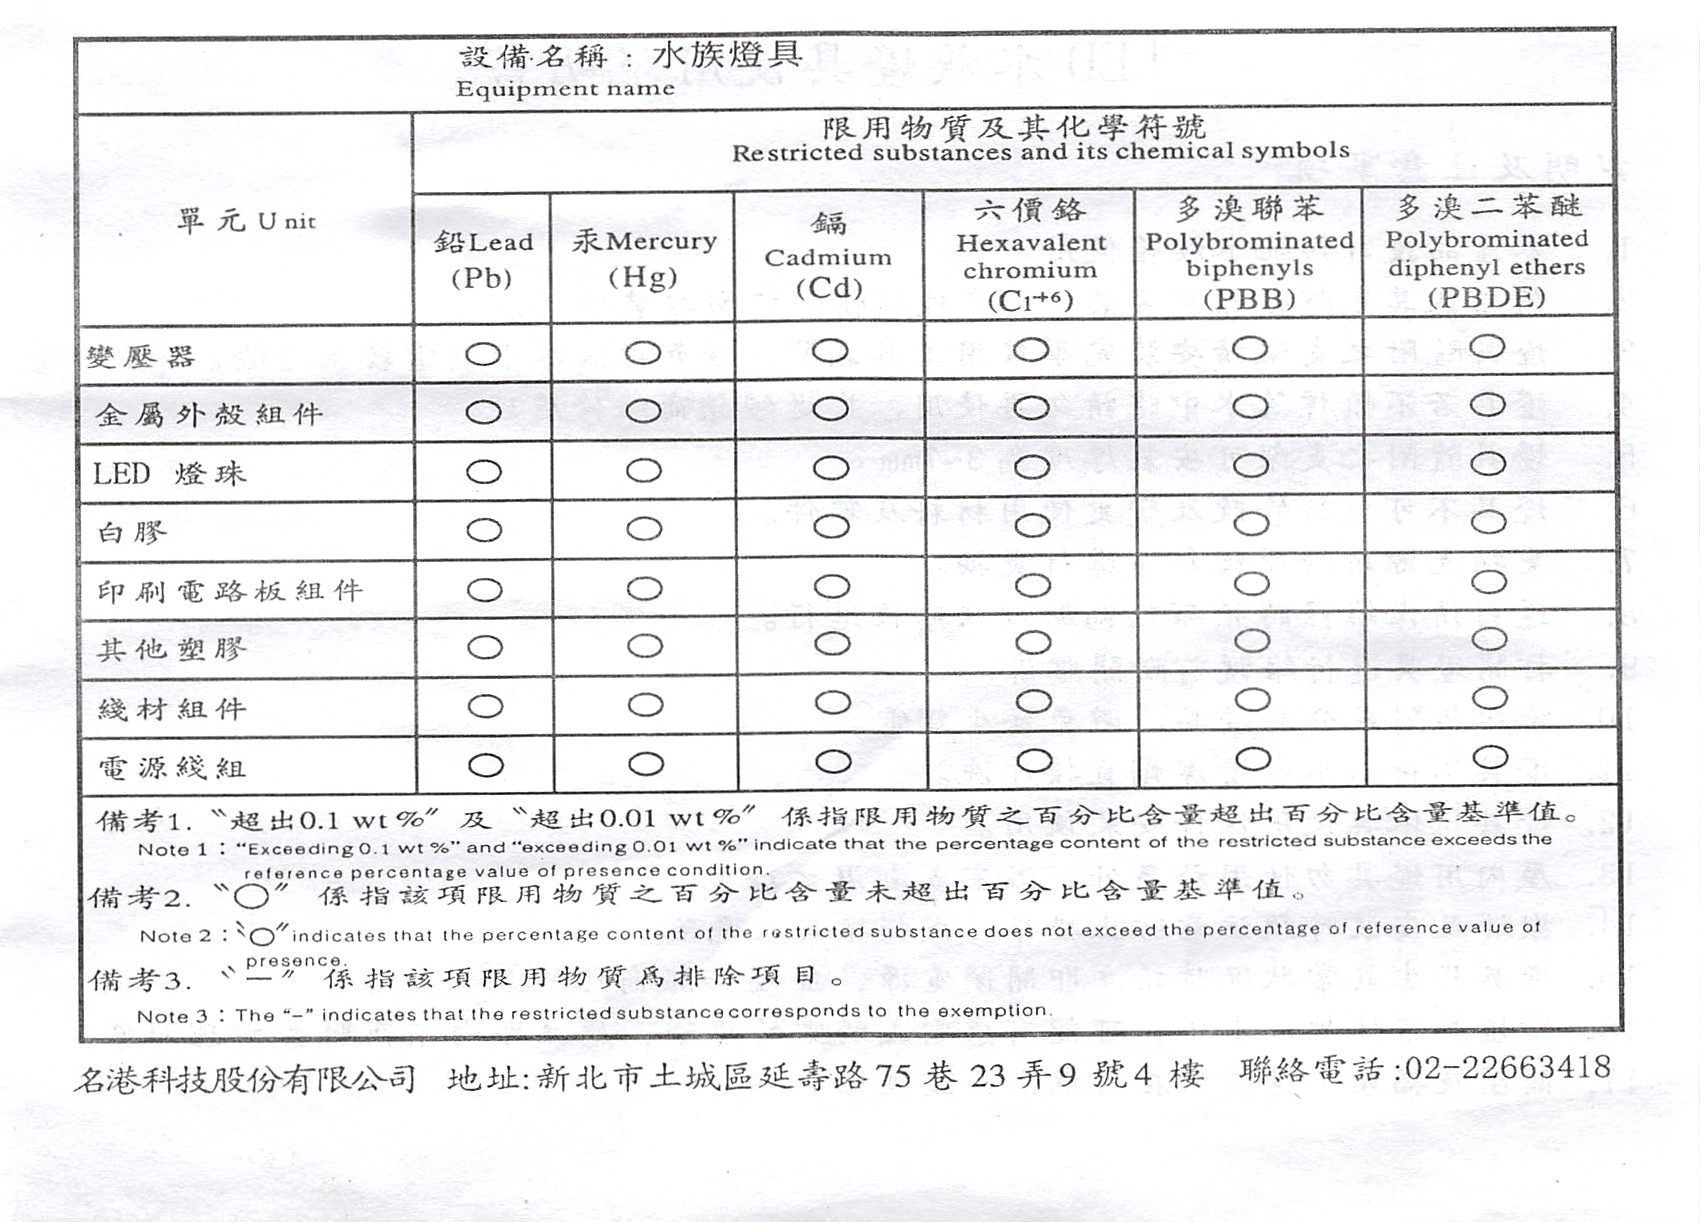 設備名稱：水族燈具
Equipment name
限用物質及其化學符號
Restricted substances and its chemical symbols
單元 Unit
鉛Lead
(Pb)
汞Mercury
(Hg)
鎘
Cadmium
(Cd)
六價鉻
Hexavalent
chromium
(Cr+6)
多溴聯苯
Polybrominated
biphenyls
(PBB)
多溴二苯醚
Polybrominated
diphenyl ethers
(PBDE)
變壓器 ○ ○ ○ ○ ○ ○
金屬外殼組件 ○ ○ ○ ○ ○ ○
LED 燈珠 ○ ○ ○ ○ ○ ○
白膠 ○ ○ ○ ○ ○ ○
印刷電路板組件 ○ ○ ○ ○ ○ ○
其他塑膠 ○ ○ ○ ○ ○ ○
綫材組件 ○ ○ ○ ○ ○ ○
電源綫組 ○ ○ ○ ○ ○ ○
備考1. 〝超出0.1 wt %〞 及 〝超出0.01 wt %〞 係指限用物質之百分比含量超出百分比含量基準值。
Note 1：“Exceeding 0.1 wt %” and “exceeding 0.01 wt %” indicate that the percentage content of the restricted substance exceeds the
reference percentage value of presence condition.
備考2. 〝○〞 係指該項限用物質之百分比含量未超出百分比含量基準值。
Note 2：〝○〞indicates that the percentage content of the restricted substance does not exceed the percentage of reference value of
presence.
備考3. 〝—〞 係指該項限用物質爲排除項目。
Note 3：The “−” indicates that the restricted substance corresponds to the exemption.
名港科技股份有限公司 地址:新北市土城區延壽路75巷23弄9號4樓 聯絡電話:02-22663418